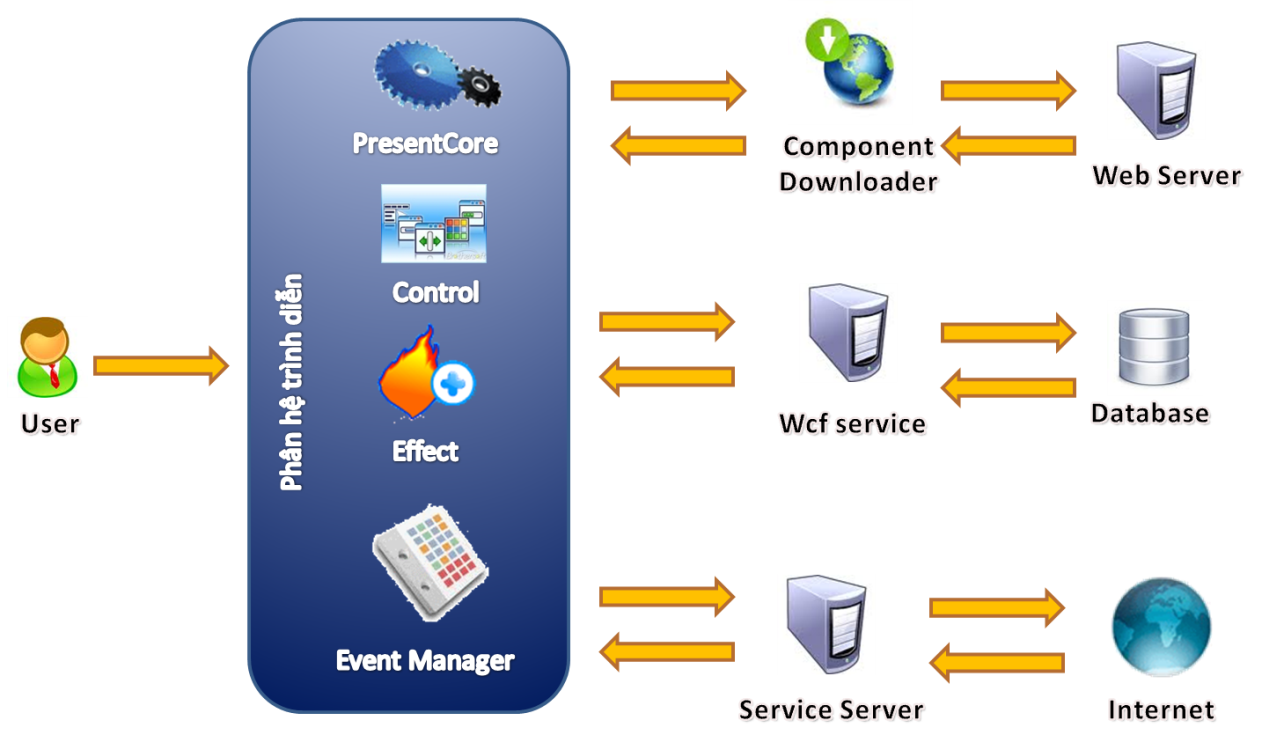 PresentCore
Control
Effect
Event Manager
Phân hệ trình diễn
User
Component
Downloader
Web Server
Wcf service
Database
Service Server
Internet